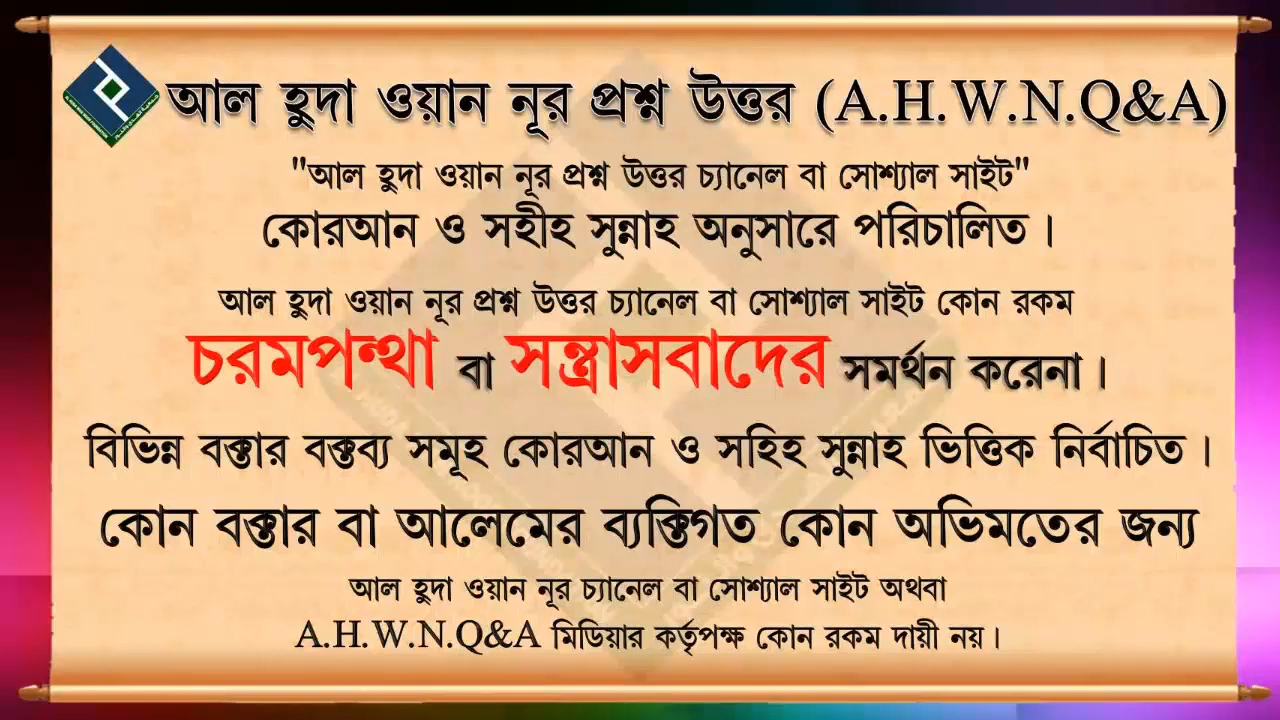 আল হুদা ওয়ান নূর প্রশ্ন উত্তর (A.H.W.N.Q&A)
"আল হুদা ওয়ান নূর প্রশ্ন উত্তর চ্যানেল বা সোশ্যাল সাইট"
কোরআন ও সহীহ সুন্নাহ অনুসারে পরিচালিত।
আল হুদা ওয়ান নূর প্রশ্ন উত্তর চ্যানেল বা সোশ্যাল সাইট কোন রকম
চরমপন্থা বা সন্ত্রাসবাদের সমর্থন করেনা।
বিভিন্ন বক্তার বক্তব্য সমূহ কোরআন ও সহিহ সুন্নাহ ভিত্তিক নির্বাচিত।
কোন বক্তার বা আলেমের ব্যক্তিগত কোন অভিমতের জন্য
আল হুদা ওয়ান নূর চ্যানেল বা সোশ্যাল সাইট অথবা
A.H.W.N.Q&A মিডিয়ার কর্তৃপক্ষ কোন রকম দায়ী নয়।